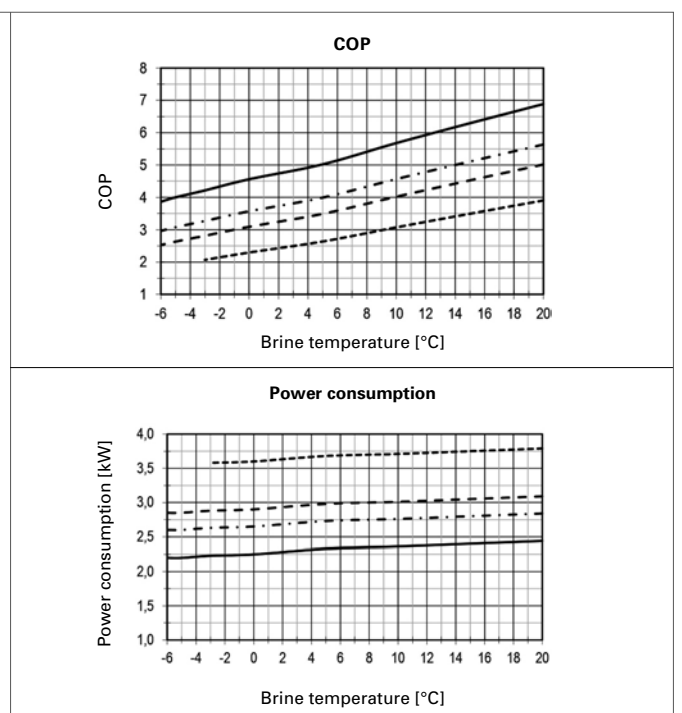 COP
8
7
6
5
4
3
2
1
COP
-6 -4 -2 0 2 4 6 8 10 12 14 16 18 20
Brine temperature [°C]
Power consumption
4,0
3,5
3,0
2,5
2,0
1,5
1,0
Power consumption [kW]
-6 -4 -2 0 2 4 6 8 10 12 14 16 18 20
Brine temperature [°C]